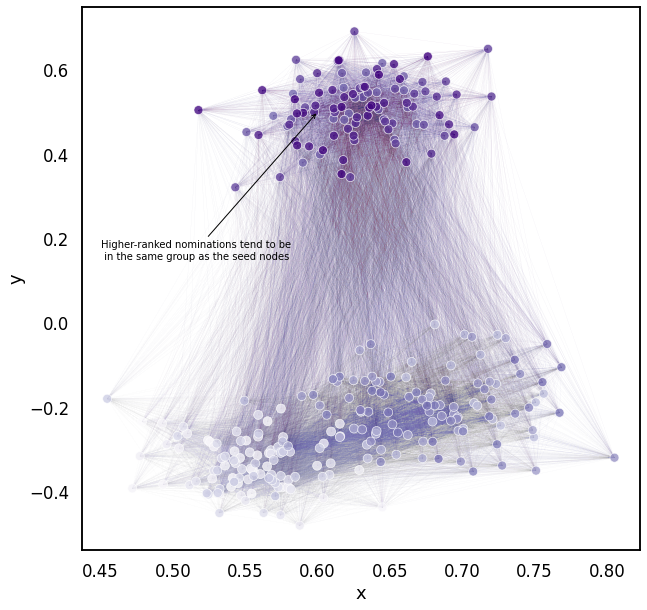 0.6
0.4
0.2
0.0
−0.2
−0.4
y
Higher-ranked nominations tend to be
in the same group as the seed nodes
0.45 0.50 0.55 0.60 0.65 0.70 0.75 0.80
x